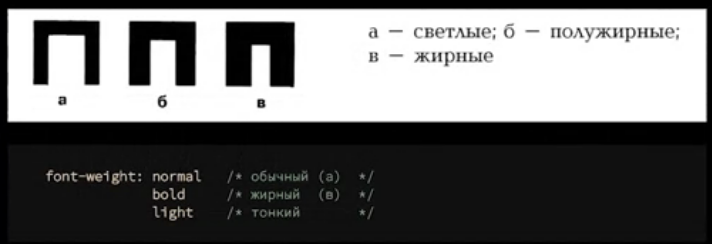 П П П
а б в
а — светлые; б — полужирные;
в — жирные
font-weight: normal /* обычный (а) */
bold /* жирный (в) */
light /* тонкий */